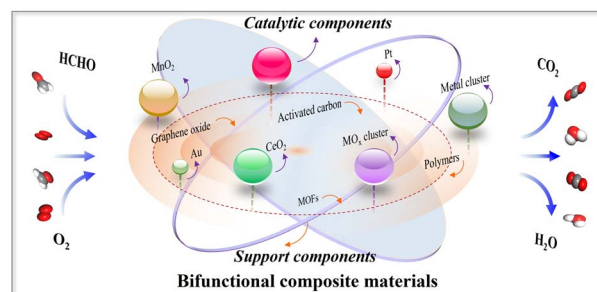 Catalytic components
HCHO
MnO2
Pt
CO2
Metal cluster
Activated carbon
Graphene oxide
CeO2
MOx cluster
Au
Polymers
MOFs
O2
H2O
Support components
Bifunctional composite materials